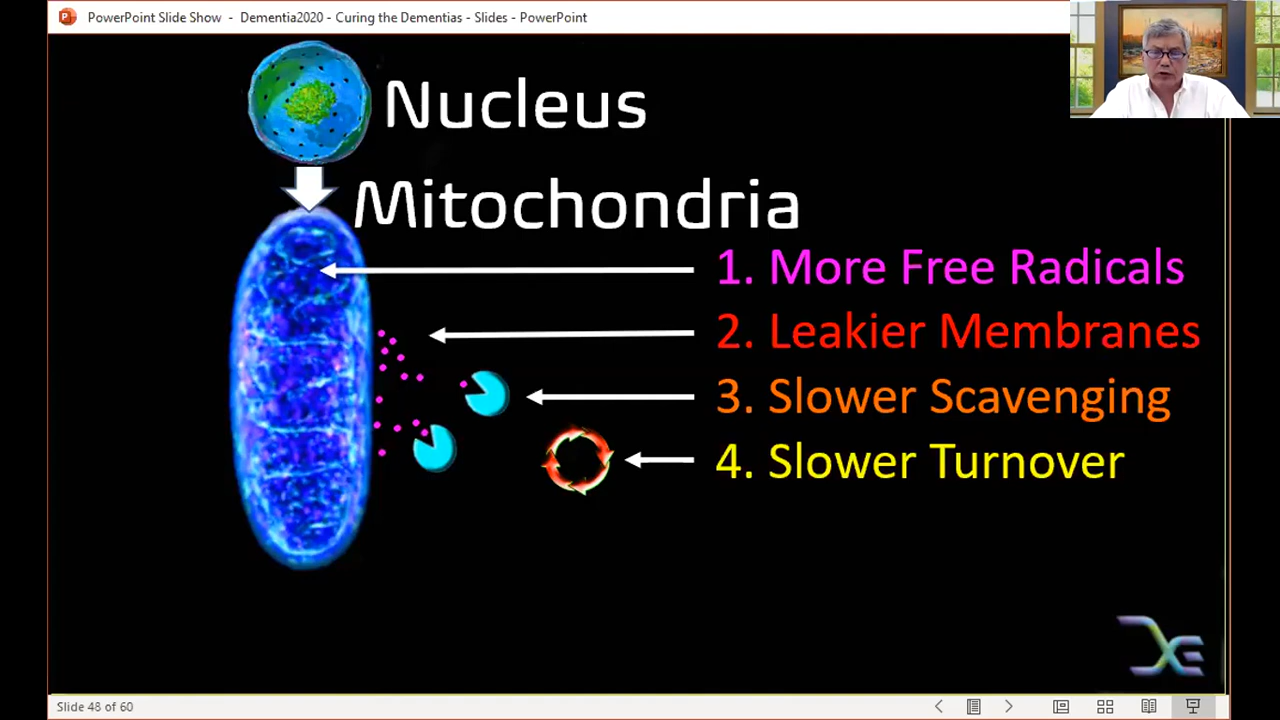 PowerPoint Slide Show - Dementia2020 - Curing the Dementias - Slides - PowerPoint
Nucleus
Mitochondria
1. More Free Radicals
2. Leakier Membranes
3. Slower Scavenging
4. Slower Turnover
Slide 48 of 60